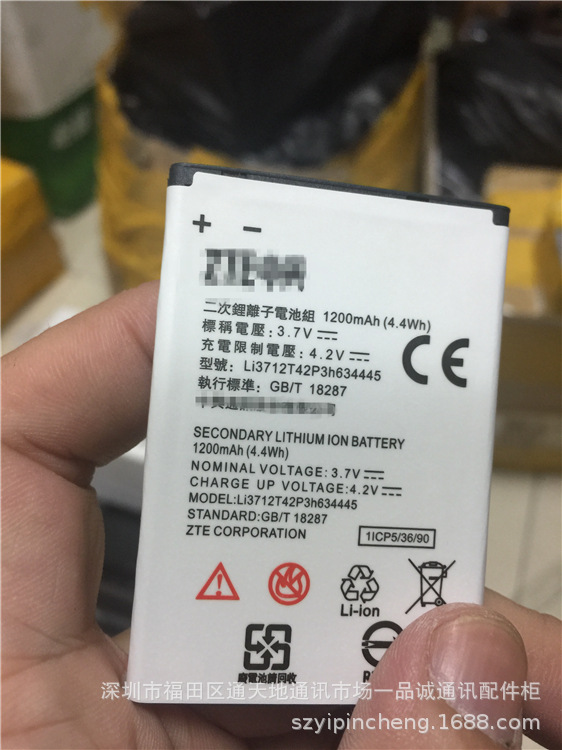 + −
二次鋰離子電池組 1200mAh (4.4Wh)
標稱電壓: 3.7V
充電限制電壓: 4.2V
型號: Li3712T42P3h634445
執行標準: GB/T 18287
CE
SECONDARY LITHIUM ION BATTERY
1200mAh (4.4Wh)
NOMINAL VOLTAGE: 3.7V
CHARGE UP VOLTAGE:4.2V
MODEL:Li3712T42P3h634445
STANDARD:GB/T 18287
ZTE CORPORATION
1ICP5/36/90
Li-ion
廢電池請回收
深圳市福田区通天地通讯市场一品诚通讯配件柜
szyipincheng.1688.com